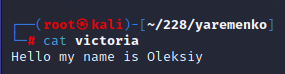 ┌──(root㉿kali)-[~/228/yaremenko]
└─# cat victoria
Hello my name is Oleksiy